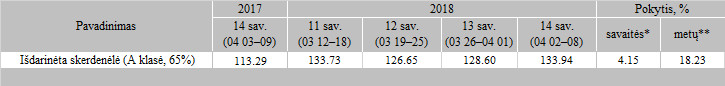 Pavadinimas 2017 2018 Pokytis, %
14 sav. (04 03–09) 11 sav. (03 12–18) 12 sav. (03 19–25) 13 sav. (03 26–04 01) 14 sav. (04 02–08) savaitės* metų**
Išdarinėta skerdenėlė (A klasė, 65%) 113.29 133.73 126.65 128.60 133.94 4.15 18.23